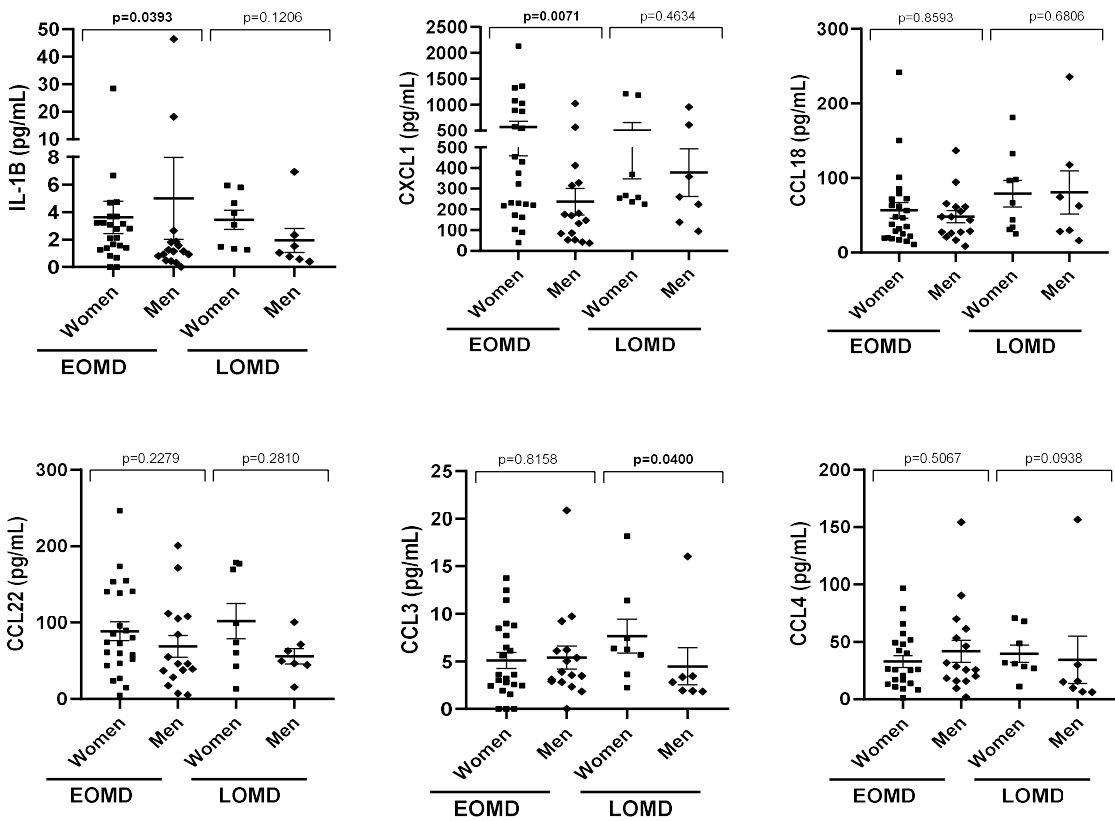 p=0.0393 p=0.1206
IL-1B (pg/mL)
50
40
30
20
10
8
6
4
2
0
Women Men Women Men
EOMD LOMD
p=0.0071 p=0.4634
CXCL1 (pg/mL)
2500
2000
1500
1000
500
500
400
300
200
100
0
Women Men Women Men
EOMD LOMD
p=0.8593 p=0.6806
CCL18 (pg/mL)
300
200
100
0
Women Men Women Men
EOMD LOMD
p=0.2279 p=0.2810
CCL22 (pg/mL)
300
200
100
0
Women Men Women Men
EOMD LOMD
p=0.8158 p=0.0400
CCL3 (pg/mL)
25
20
15
10
5
0
Women Men Women Men
EOMD LOMD
p=0.5067 p=0.0938
CCL4 (pg/mL)
200
150
100
50
0
Women Men Women Men
EOMD LOMD